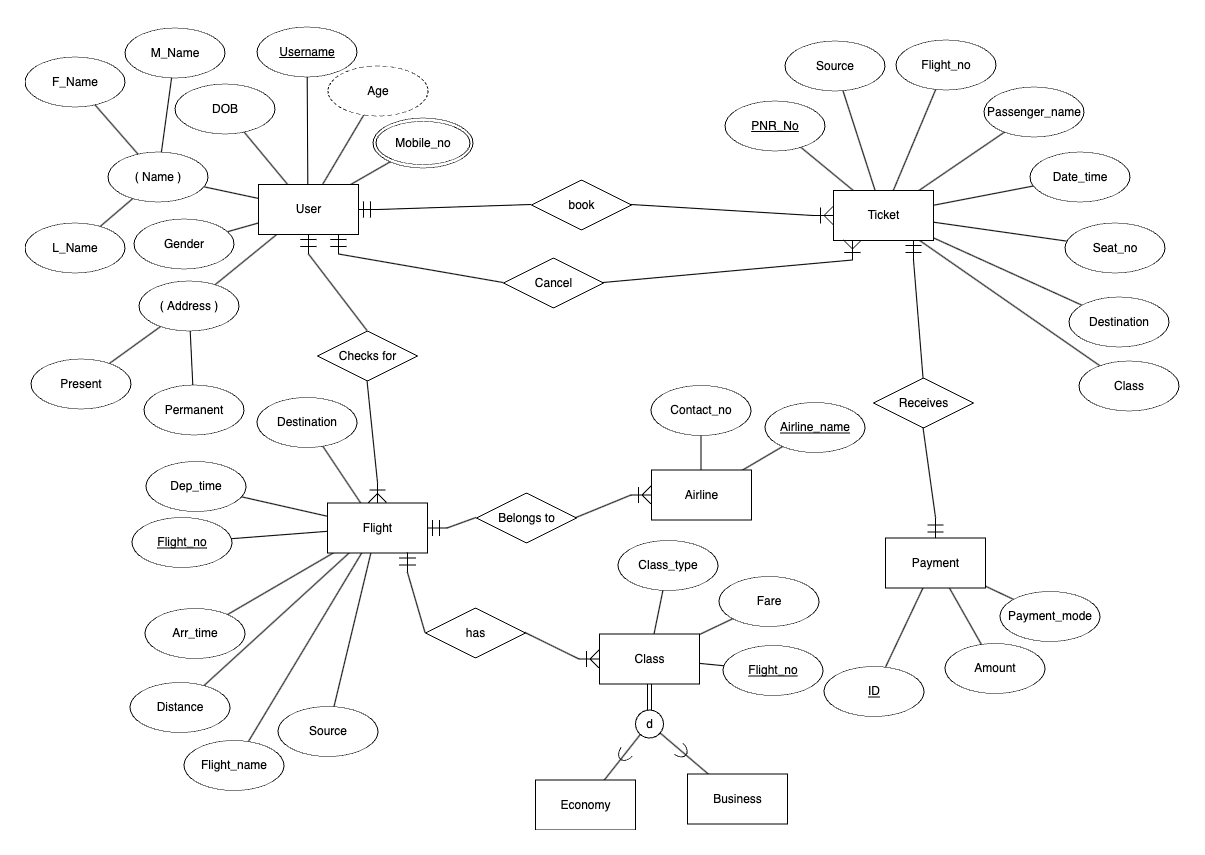 M_Name
Username
F_Name
Source
Flight_no
Age
DOB
PNR_No
Passenger_name
Mobile_no
( Name )
Date_time
User
book
Ticket
L_Name
Gender
Seat_no
Cancel
( Address )
Destination
Checks for
Present
Class
Permanent
Receives
Contact_no
Destination
Airline_name
Dep_time
Airline
Belongs to
Flight
Flight_no
Payment
Class_type
Fare
Payment_mode
Arr_time
has
Class
Flight_no
Amount
ID
Distance
d
Source
Flight_name
Economy
Business